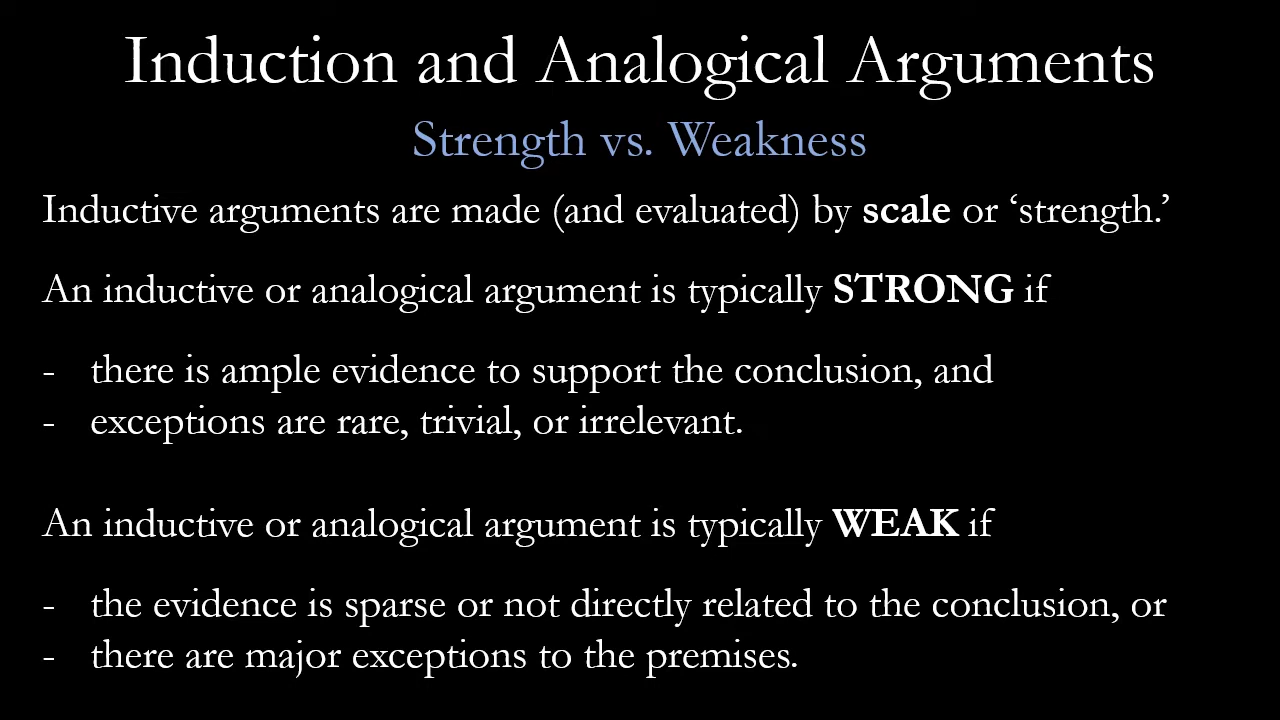 Induction and Analogical Arguments
Strength vs. Weakness
Inductive arguments are made (and evaluated) by scale or ‘strength.’
An inductive or analogical argument is typically STRONG if
- there is ample evidence to support the conclusion, and
- exceptions are rare, trivial, or irrelevant.
An inductive or analogical argument is typically WEAK if
- the evidence is sparse or not directly related to the conclusion, or
- there are major exceptions to the premises.